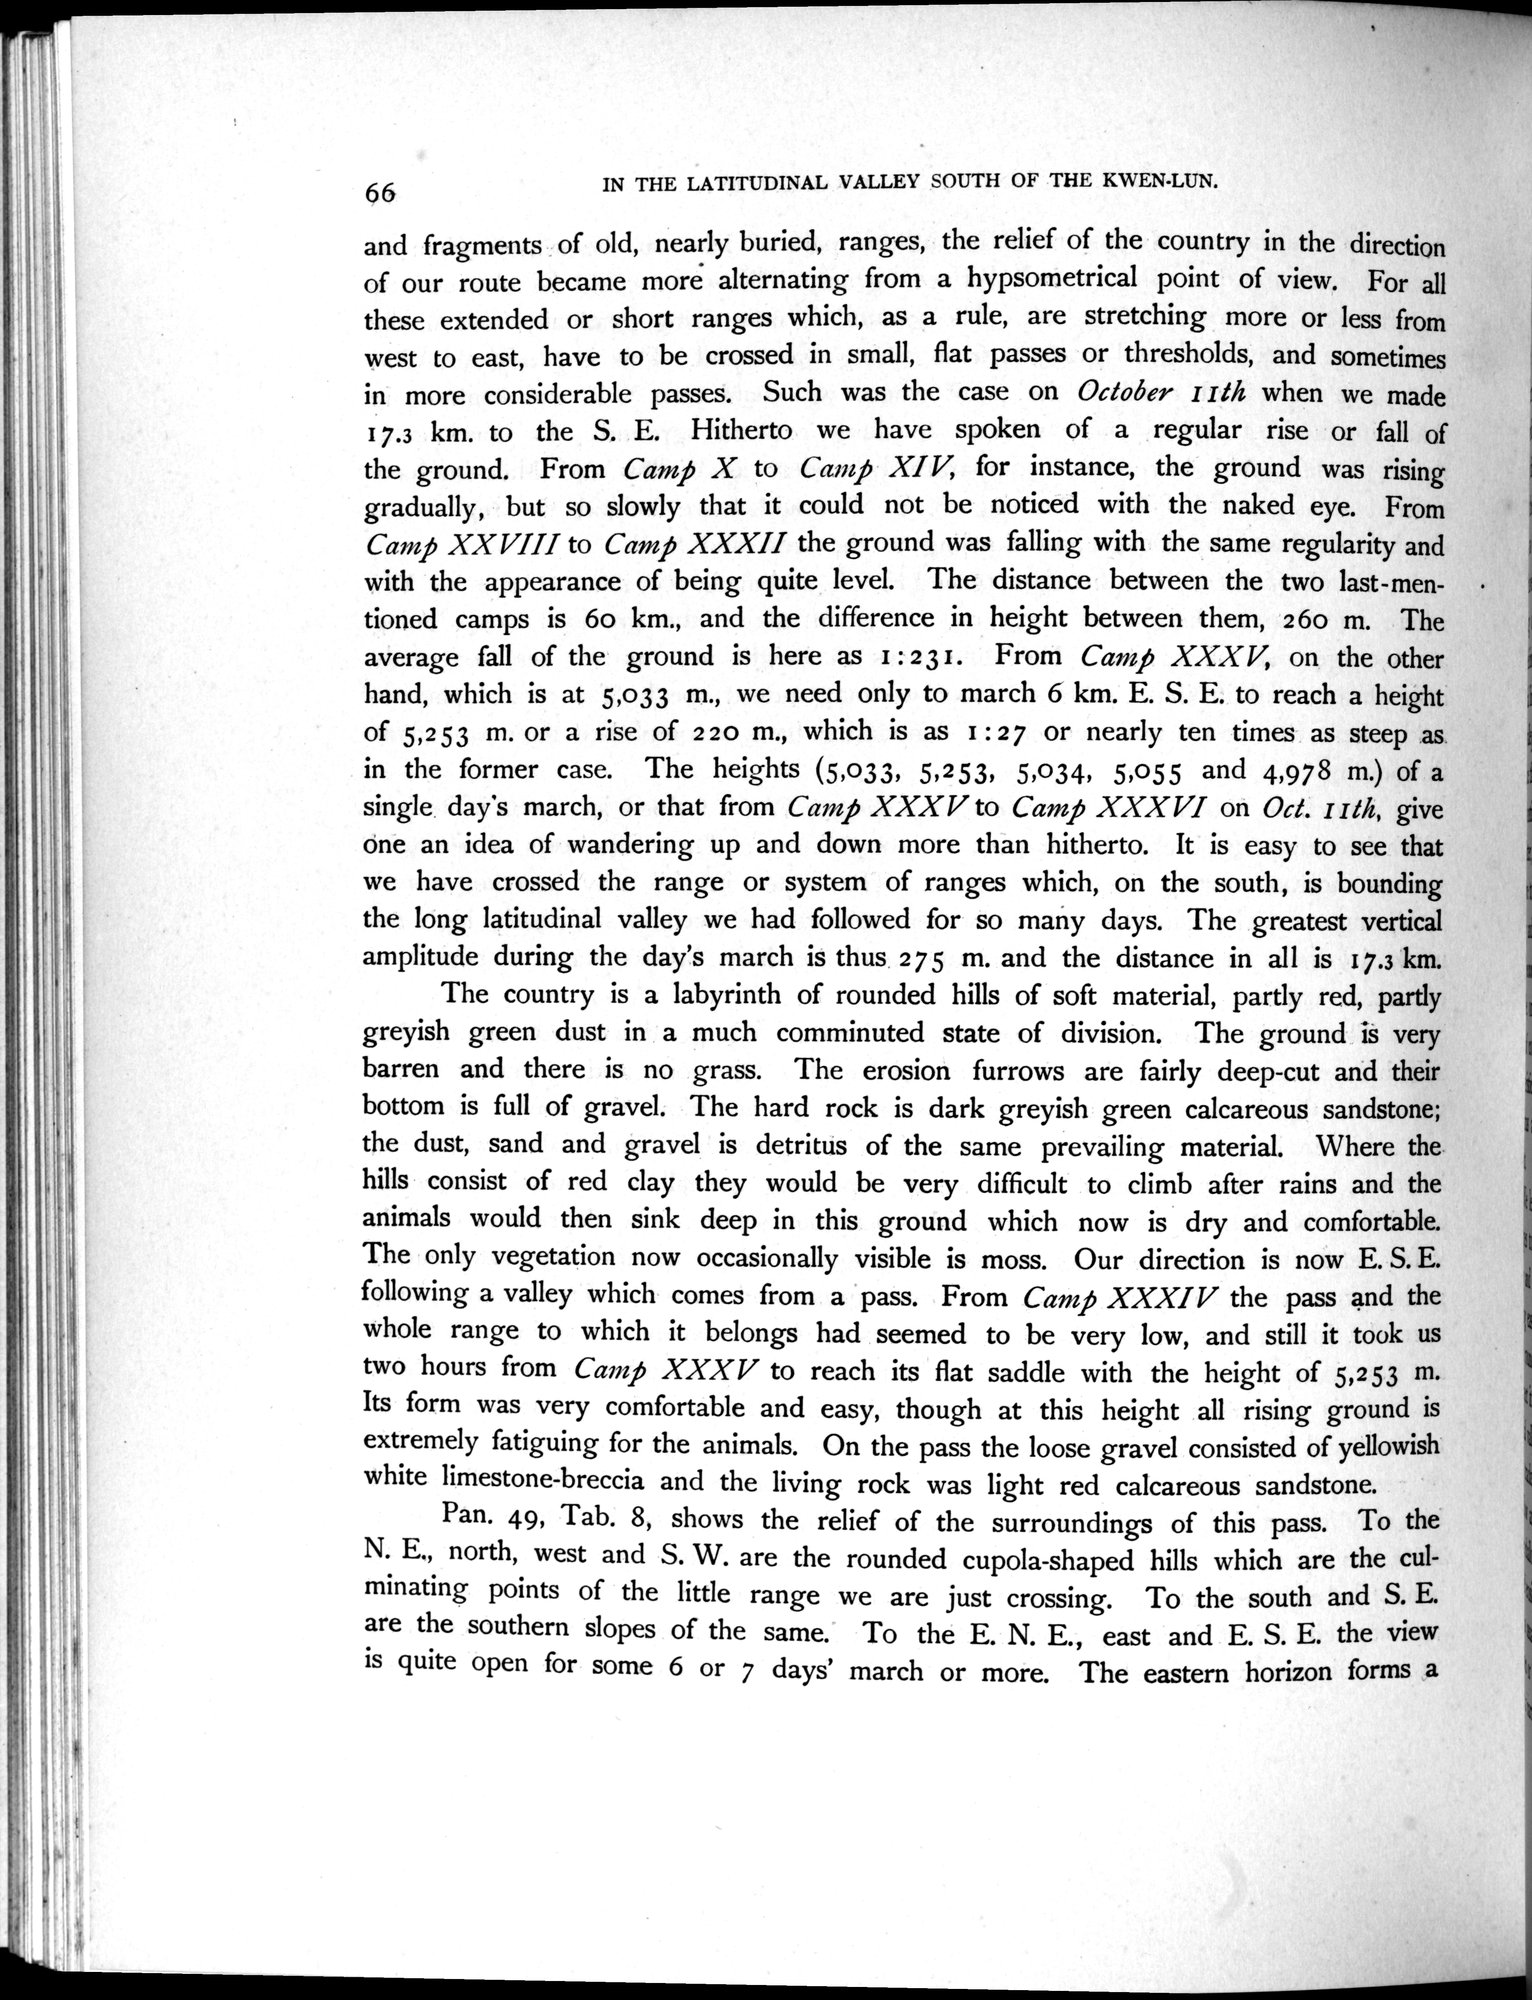 66
IN THE LATITUDINAL VALLEY SOUTH OF THE KWEN-LUN.
and fragments of old, nearly buried, ranges, the relief of the country in the direction
of our route became more alternating from a hypsometrical point of view. For all
these extended or short ranges which, as a rule, are stretching more or less from
west to east, have to be crossed in small, flat passes or thresholds, and sometimes
in more considerable passes. Such was the case on October 11th when we made
17.3 km. to the S. E. Hitherto we have spoken of a regular rise or fall of
the ground. From Camp X to Camp XIV, for instance, the ground was rising
gradually, but so slowly that it could not be noticed with the naked eye. From
Camp XXVIII to Camp XXXII the ground was falling with the same regularity and
with the appearance of being quite level. The distance between the two last-men-
tioned camps is 60 km., and the difference in height between them, 260 m. The
average fall of the ground is here as 1:231. From Camp XXXV, on the other
hand, which is at 5,033 m., we need only to march 6 km. E. S. E. to reach a height
of 5,253 m. or a rise of 220 m., which is as 1:27 or nearly ten times as steep as
in the former case. The heights (5,033, 5,253, 5,034, 5,055 and 4,978 m.) of a
single day's march, or that from Camp XXXV to Camp XXXVI on Oct. 11th, give
one an idea of wandering up and down more than hitherto. It is easy to see that
we have crossed the range or system of ranges which, on the south, is bounding
the long latitudinal valley we had followed for so many days. The greatest vertical
amplitude during the day's march is thus 275 m. and the distance in all is 17.3 km.
The country is a labyrinth of rounded hills of soft material, partly red, partly
greyish green dust in a much comminuted state of division. The ground is very
barren and there is no grass. The erosion furrows are fairly deep-cut and their
bottom is full of gravel. The hard rock is dark greyish green calcareous sandstone;
the dust, sand and gravel is detritus of the same prevailing material. Where the
hills consist of red clay they would be very difficult to climb after rains and the
animals would then sink deep in this ground which now is dry and comfortable.
The only vegetation now occasionally visible is moss. Our direction is now E. S. E.
following a valley which comes from a pass. From Camp XXXIV the pass and the
whole range to which it belongs had seemed to be very low, and still it took us
two hours from Camp XXXV to reach its flat saddle with the height of 5,253 m.
Its form was very comfortable and easy, though at this height all rising ground is
extremely fatiguing for the animals. On the pass the loose gravel consisted of yellowish
white limestone-breccia and the living rock was light red calcareous sandstone.
Pan. 49, Tab. 8, shows the relief of the surroundings of this pass. To the
N. E., north, west and S. W. are the rounded cupola-shaped hills which are the cul-
minating points of the little range we are just crossing. To the south and S. E.
are the southern slopes of the same. To the E. N. E., east and E. S. E. the view
is quite open for some 6 or 7 days' march or more. The eastern horizon forms a